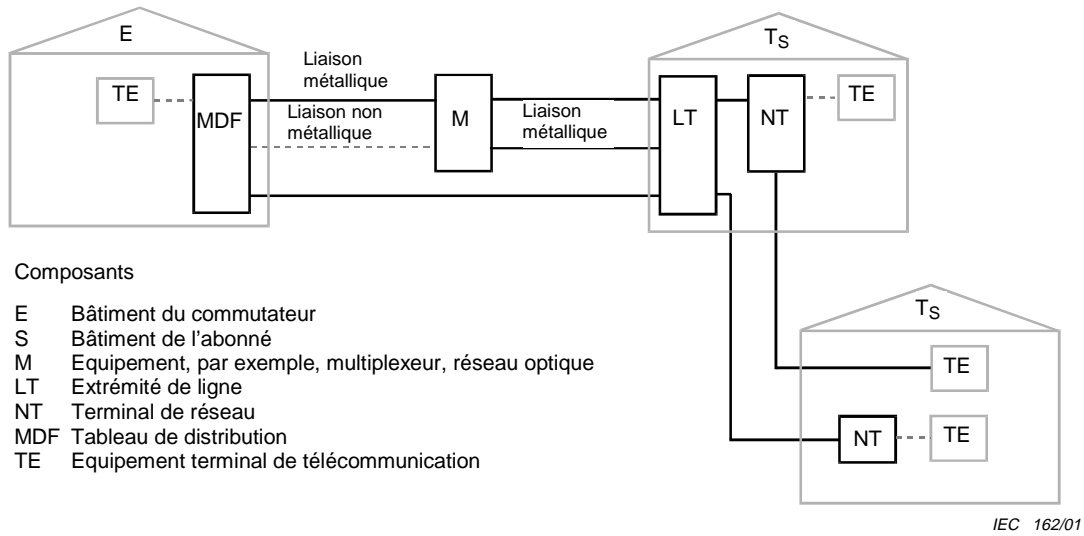 E
TE
MDF
Liaison
métallique
Liaison non
métallique
M
Liaison
métallique
TS
LT
NT
TE
Composants
E Bâtiment du commutateur
S Bâtiment de l'abonné
M Equipement, par exemple, multiplexeur, réseau optique
LT Extrémité de ligne
NT Terminal de réseau
MDF Tableau de distribution
TE Equipement terminal de télécommunication
TS
TE
NT
TE
IEC 162/01